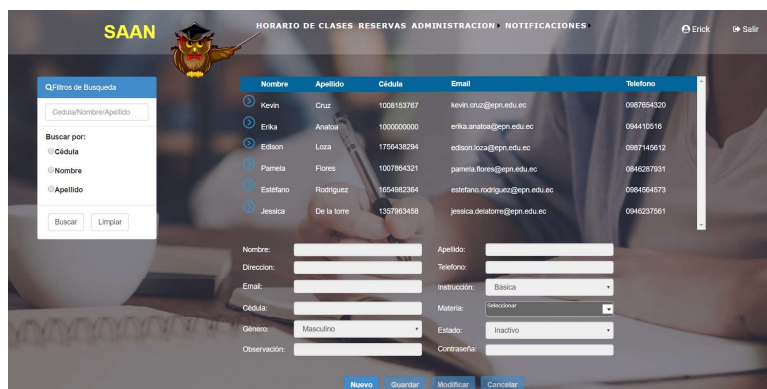 SAAN
HORARIO DE CLASES RESERVAS ADMINISTRACION NOTIFICACIONES
Erick
Salir
Filtros de Busqueda
Cedula/Nombre/Apellido
Buscar por:
Cédula
Nombre
Apellido
Buscar Limpiar
Nombre Apellido Cédula Email Telefono
Kevin Cruz 1008153767 kevin.cruz@epn.edu.ec 0987654320
Erika Anatoa 1000000000 erika.anatoa@epn.edu.ec 094410516
Edison Loza 1756438294 edison.loza@epn.edu.ec 0987145612
Pamela Flores 1007864321 pamela.flores@epn.edu.ec 0846287931
Estéfano Rodriguez 1654982364 estefano.rodriguez@epn.edu.ec 0984564573
Jessica De la torre 1357963458 jessica.delatorre@epn.edu.ec 0946237561
Nombre: Apellido:
Direccion: Telefono:
Email: Instrucción: Básica
Cédula: Materia: Seleccionar
Género: Masculino Estado: Inactivo
Observación: Contraseña:
Nuevo Guardar Modificar Cancelar